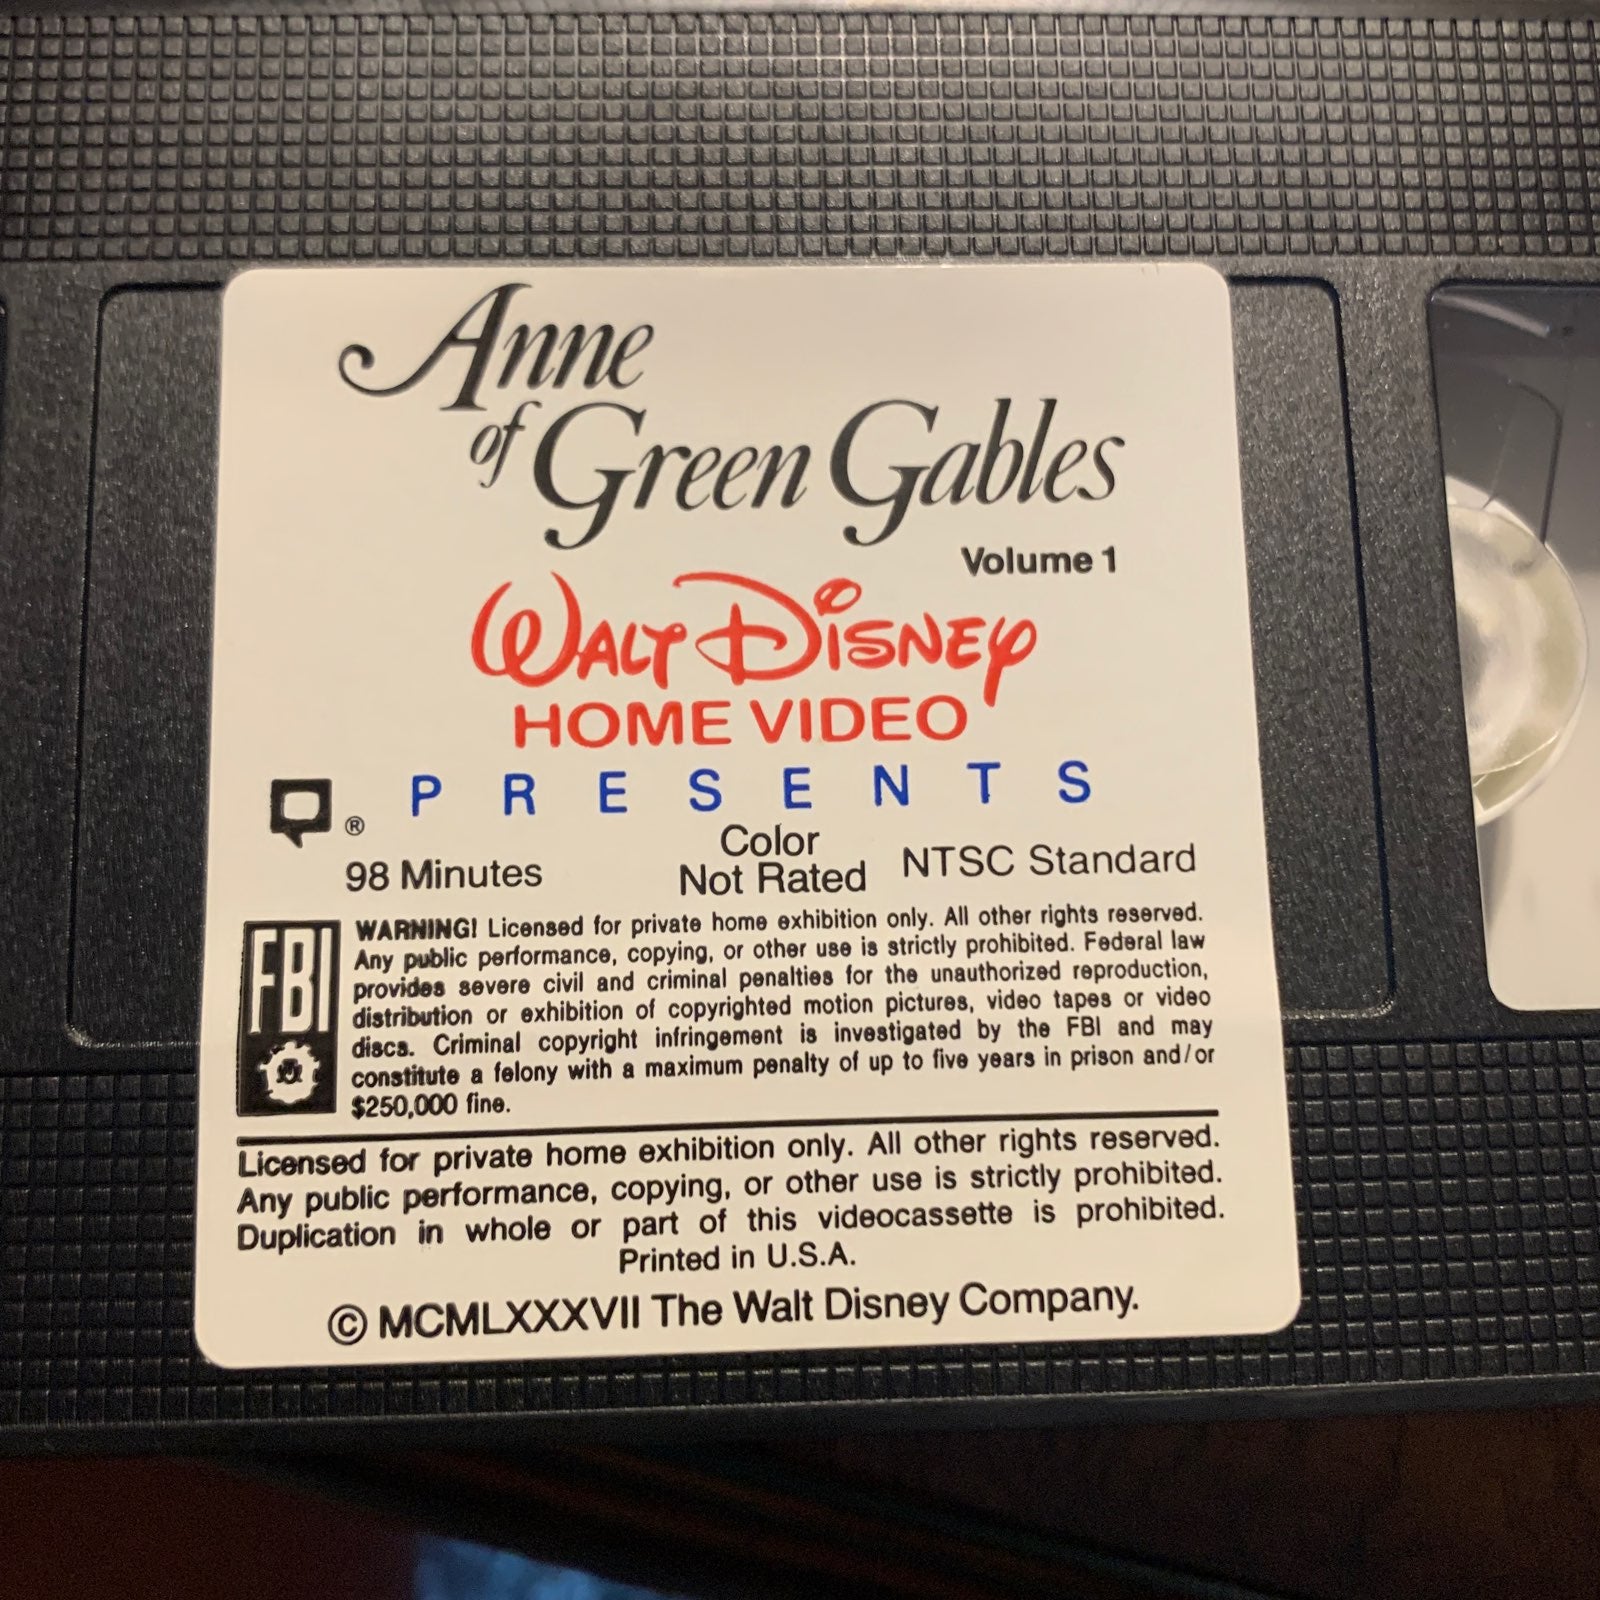 Anne
of Green Gables
Volume 1
WALT DISNEY
HOME VIDEO
PRESENTS
®
98 Minutes
Color
Not Rated
NTSC Standard
FBI
WARNING! Licensed for private home exhibition only. All other rights reserved.
Any public performance, copying, or other use is strictly prohibited. Federal law
provides severe civil and criminal penalties for the unauthorized reproduction,
distribution or exhibition of copyrighted motion pictures, video tapes or video
discs. Criminal copyright infringement is investigated by the FBI and may
constitute a felony with a maximum penalty of up to five years in prison and/or
$250,000 fine.
Licensed for private home exhibition only. All other rights reserved.
Any public performance, copying, or other use is strictly prohibited.
Duplication in whole or part of this videocassette is prohibited.
Printed in U.S.A.
© MCMLXXXVII The Walt Disney Company.